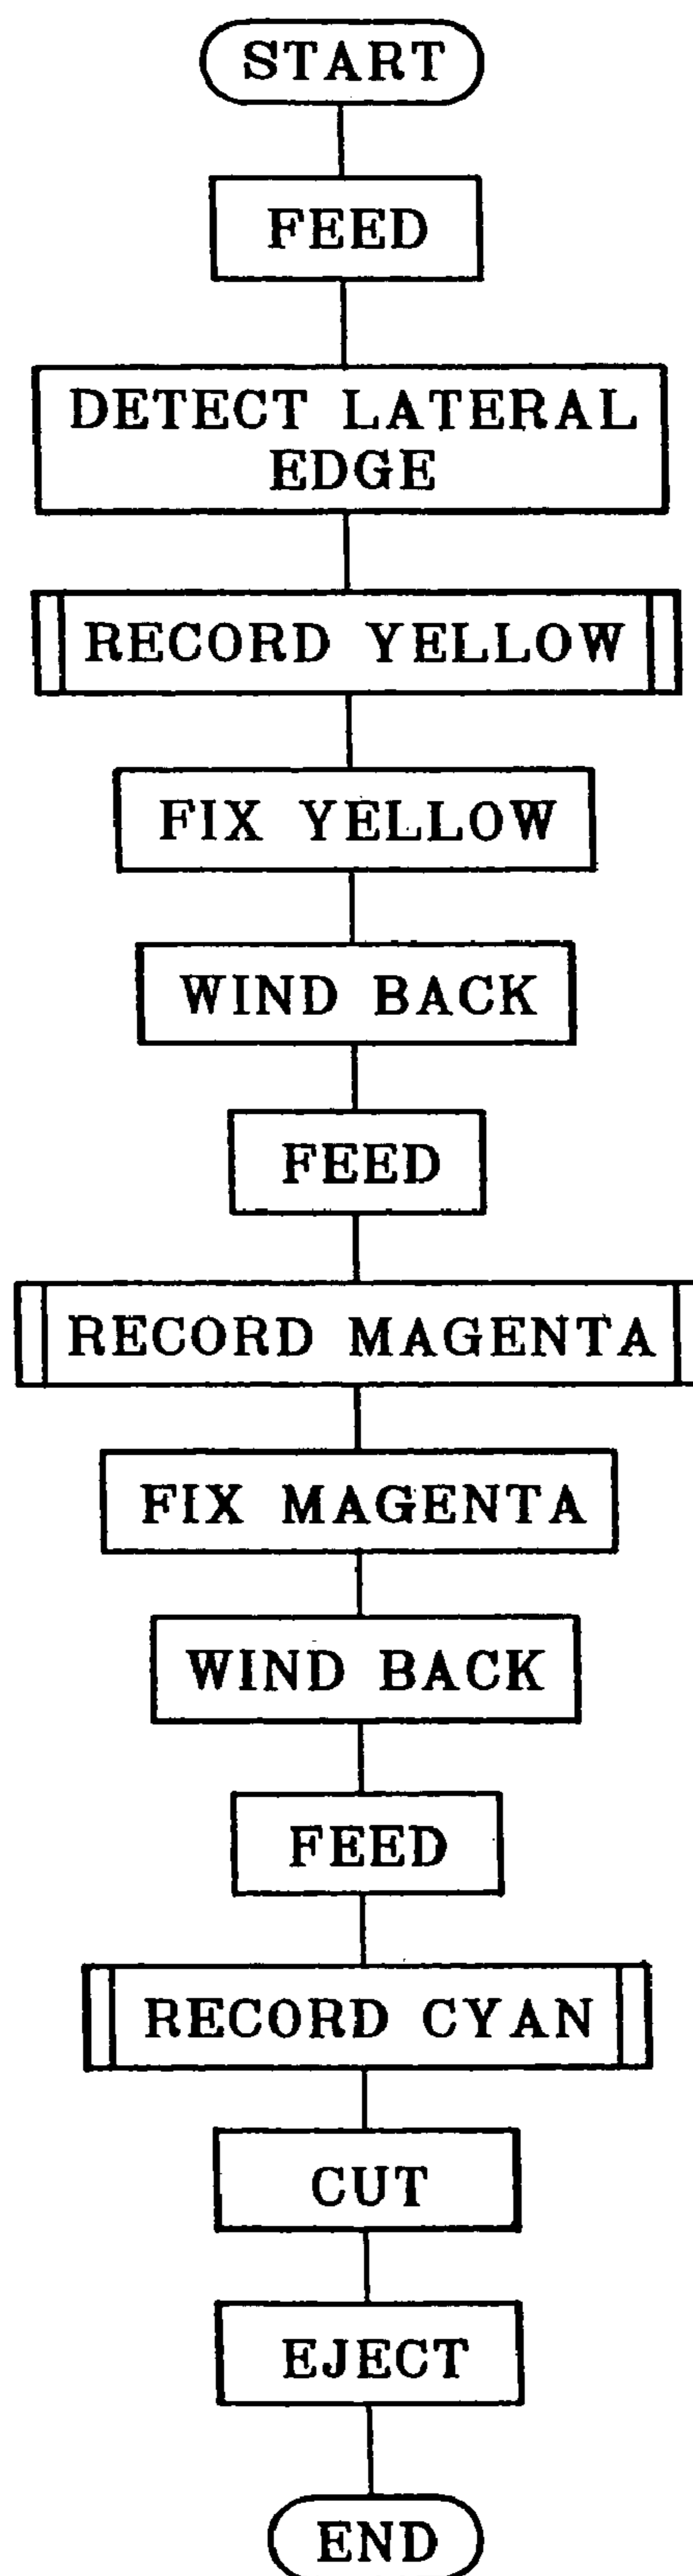 START
FEED
DETECT LATERAL
EDGE
RECORD YELLOW
FIX YELLOW
WIND BACK
FEED
RECORD MAGENTA
FIX MAGENTA
WIND BACK
FEED
RECORD CYAN
CUT
EJECT
END